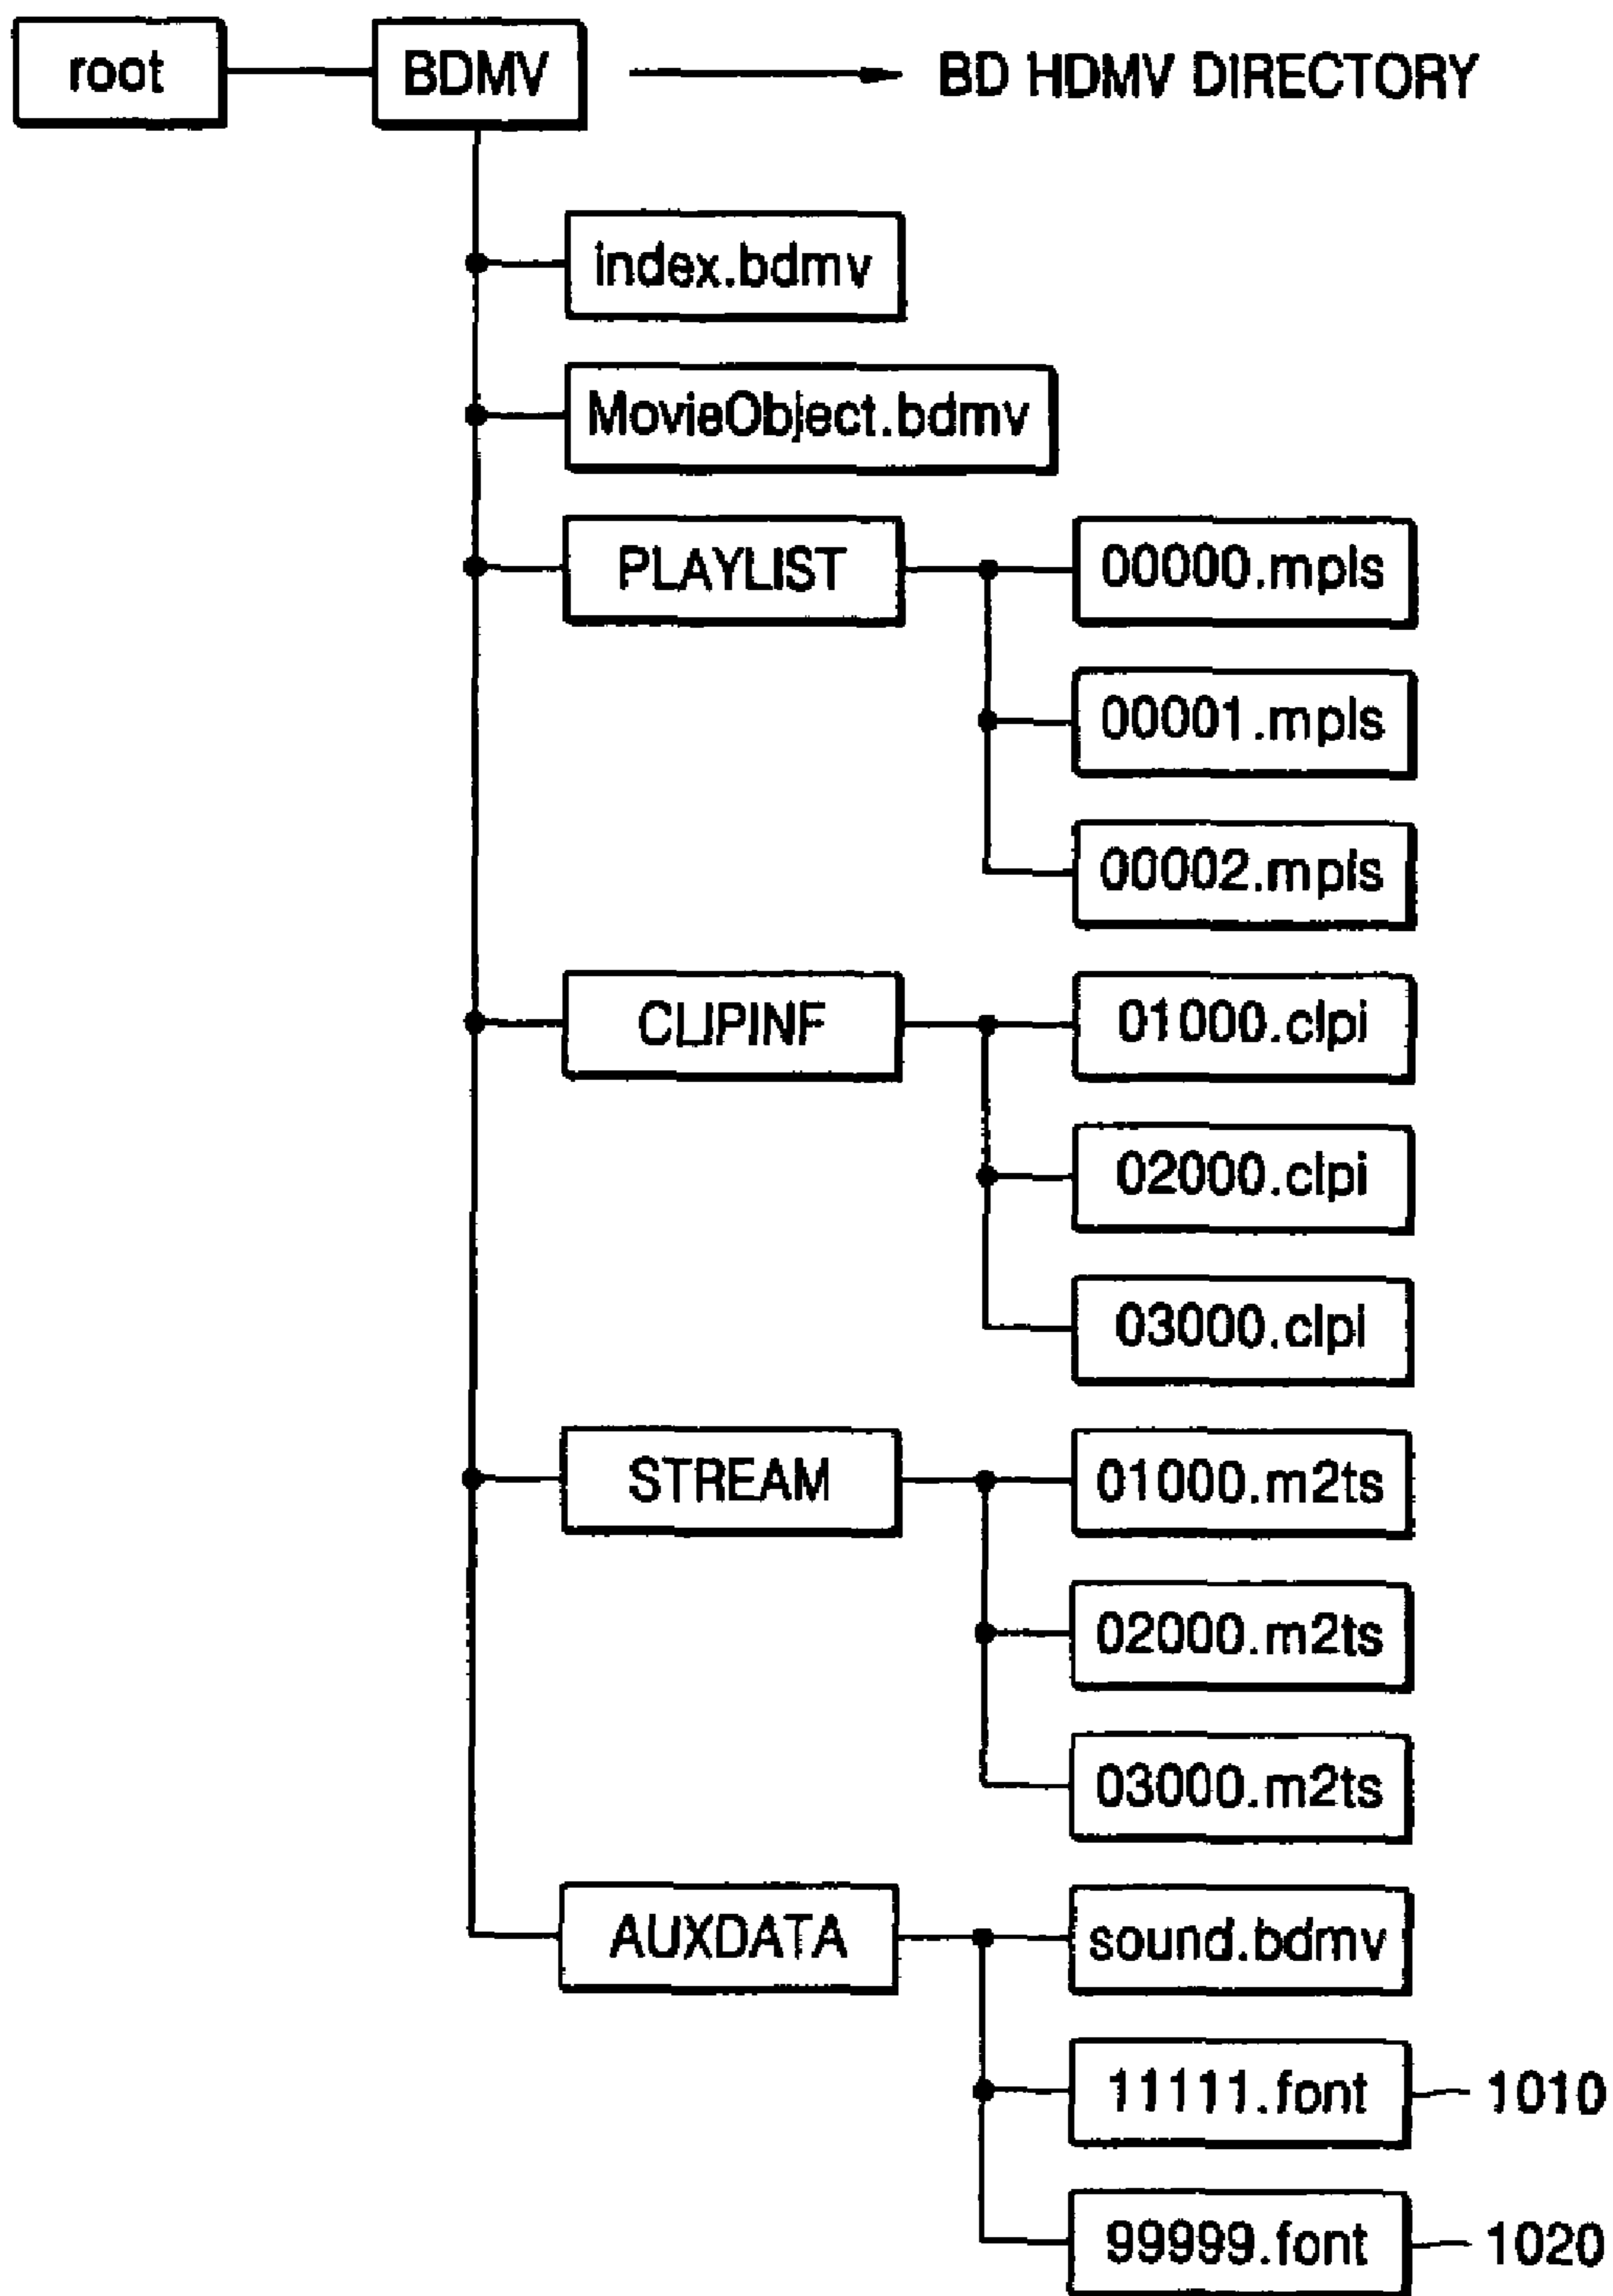 root
BDMV
BD HDMV DIRECTORY
index.bdmv
MovieObject.bdmv
PLAYLIST
00000.mpls
00001.mpls
00002.mpls
CLIPINF
01000.clpi
02000.clpi
03000.clpi
STREAM
01000.m2ts
02000.m2ts
03000.m2ts
AUXDATA
sound.bdmv
11111.font
1010
99999.font
1020